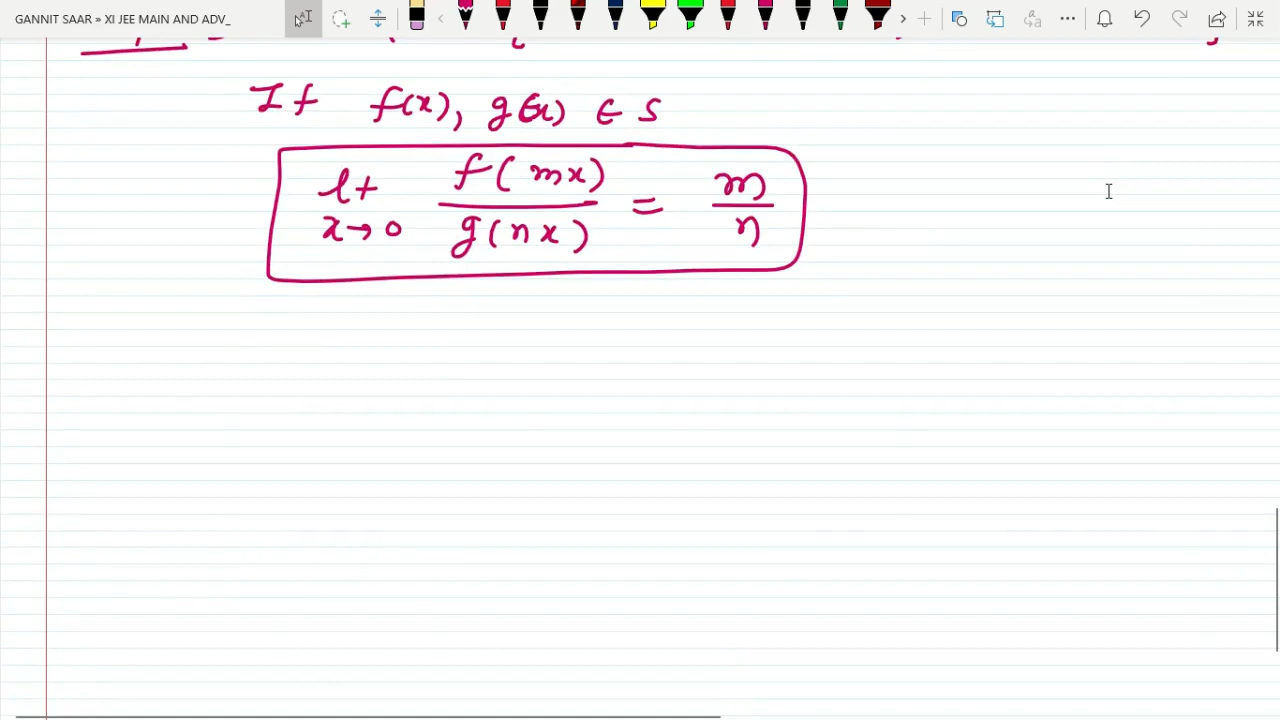 GANNIT SAAR » XI JEE MAIN AND ADV_
If f(x), g(x) ∈ S
lt x→0 f(mx)/g(nx) = m/n